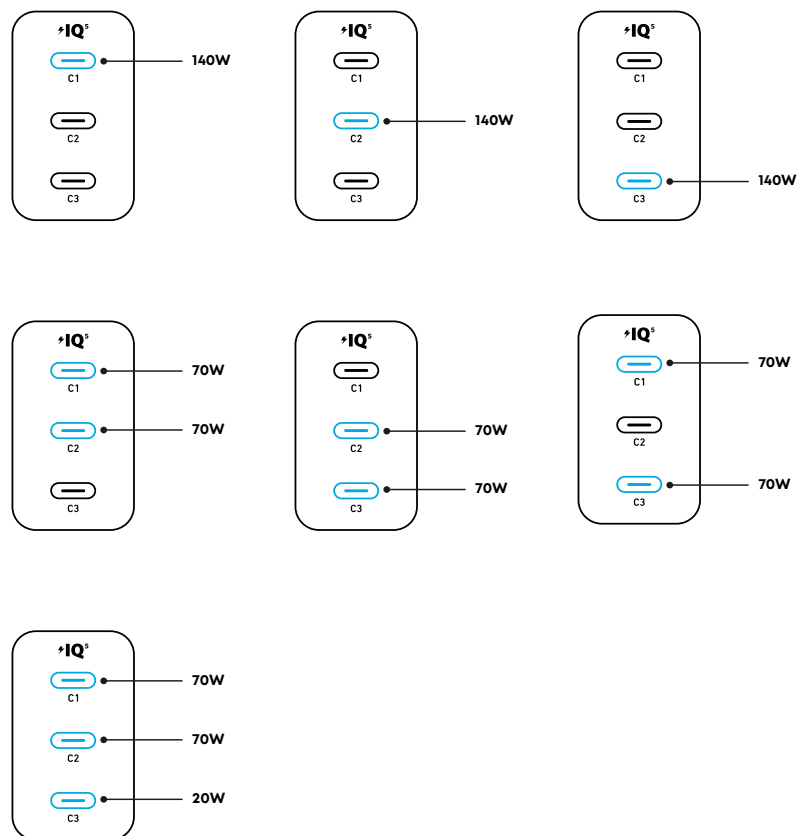 IQ⁵ IQ⁵ IQ⁵
140W
C1 C1 C1
140W
C2 C2 C2
140W
C3 C3 C3
IQ⁵ IQ⁵ IQ⁵
70W 70W
C1 C1 C1
70W 70W
C2 C2 C2
70W 70W
C3 C3 C3
IQ⁵
70W
C1
70W
C2
20W
C3